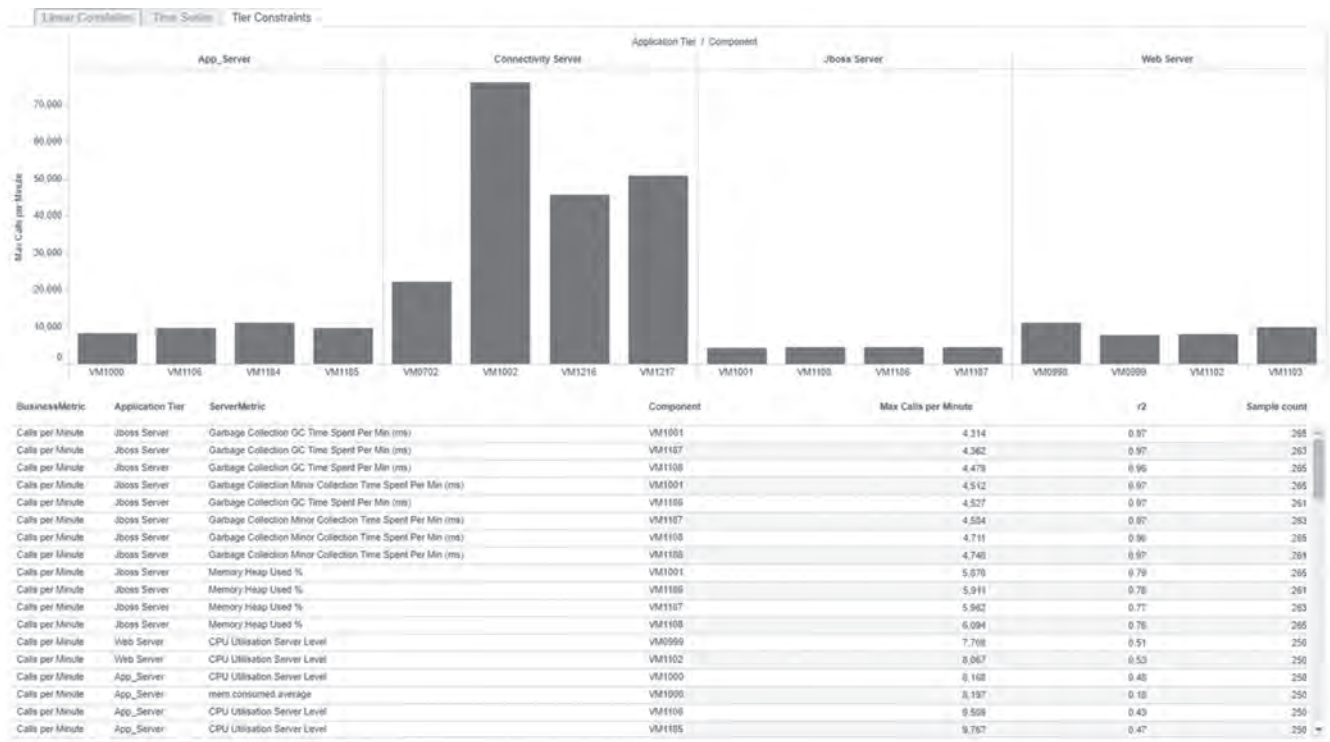 Linear Correlation Time Series Tier Constraints
Application Tier / Component
App_Server Connectivity Server Jboss Server Web Server
Max Calls per Minute
70,000
60,000
50,000
40,000
30,000
20,000
10,000
0
VM1000 VM1106 VM1184 VM1185 VM0702 VM1002 VM1216 VM1217 VM1001 VM1108 VM1186 VM1187 VM0998 VM0999 VM1102 VM1103
BusinessMetric Application Tier ServerMetric Component Max Calls per Minute r2 Sample count
Calls per Minute Jboss Server Garbage Collection GC Time Spent Per Min (ms) VM1001 4,314 0.97 265
Calls per Minute Jboss Server Garbage Collection GC Time Spent Per Min (ms) VM1187 4,362 0.97 263
Calls per Minute Jboss Server Garbage Collection GC Time Spent Per Min (ms) VM1108 4,479 0.96 265
Calls per Minute Jboss Server Garbage Collection Minor Collection Time Spent Per Min (ms) VM1001 4,512 0.97 265
Calls per Minute Jboss Server Garbage Collection GC Time Spent Per Min (ms) VM1186 4,527 0.97 261
Calls per Minute Jboss Server Garbage Collection Minor Collection Time Spent Per Min (ms) VM1187 0.97 263
Calls per Minute Jboss Server Garbage Collection Minor Collection Time Spent Per Min (ms) VM1108 4,711 0.96 265
Calls per Minute Jboss Server Garbage Collection Minor Collection Time Spent Per Min (ms) 0.97 261
Calls per Minute Jboss Server Memory Heap Used % VM1001 0.79 265
Calls per Minute Jboss Server Memory Heap Used % VM1186 5,911 0.78 261
Calls per Minute Jboss Server Memory Heap Used % VM1187 5,962 0.77 263
Calls per Minute Jboss Server Memory Heap Used % VM1108 6,094 0.76 265
Calls per Minute Web Server CPU Utilisation Server Level VM0999 7,708 0.51 250
Calls per Minute Web Server CPU Utilisation Server Level VM1102 8,067 0.53 250
Calls per Minute App_Server CPU Utilisation Server Level VM1000 8,168 0.48 250
Calls per Minute App_Server mem.consumed.average VM1000 8,197 0.18 250
Calls per Minute App_Server CPU Utilisation Server Level VM1106 0.43 250
Calls per Minute App_Server CPU Utilisation Server Level VM1185 9,767 0.47 250